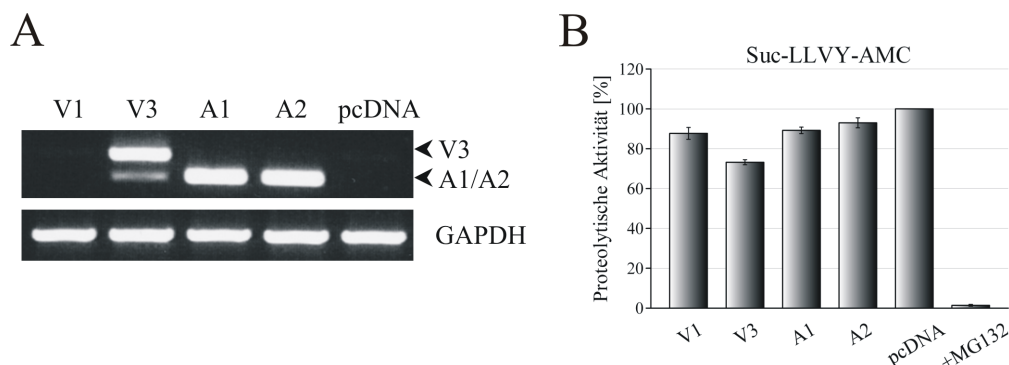 A
V1 V3 A1 A2 pcDNA
V3
A1/A2
GAPDH
B
Suc-LLVY-AMC
Proteolytische Aktivität [%]
120
100
80
60
40
20
0
V1 V3 A1 A2 pcDNA +MG132